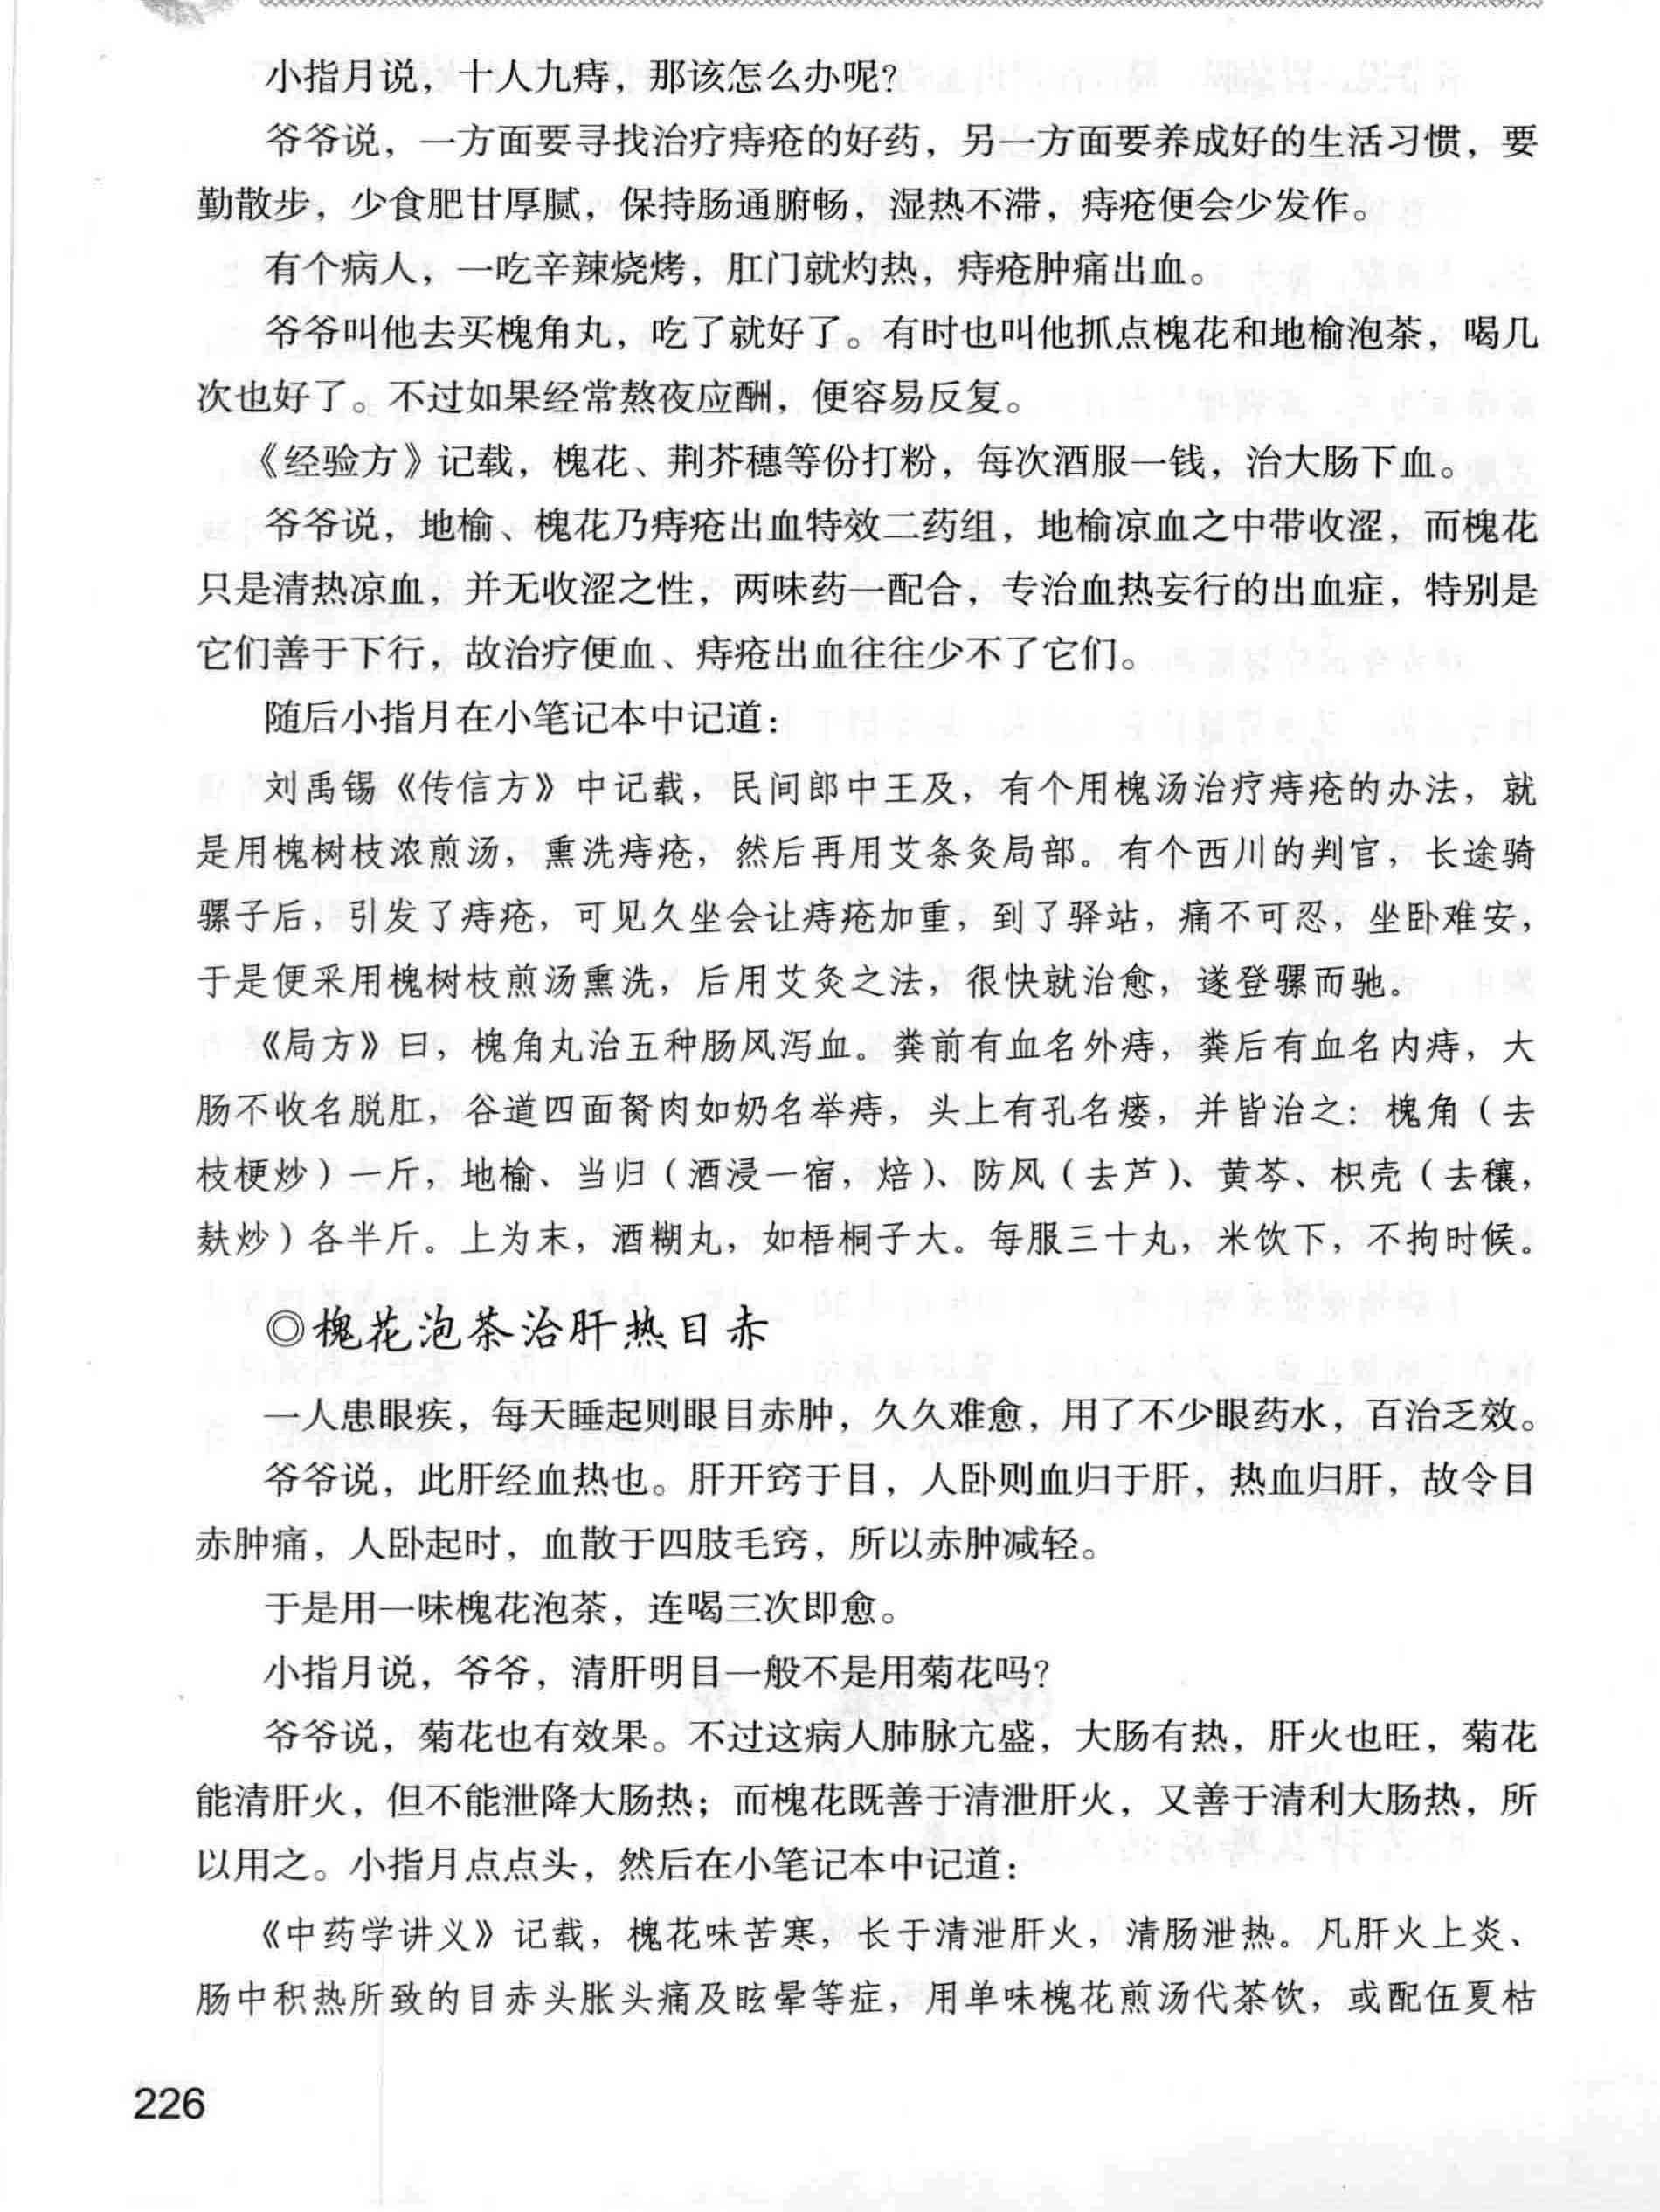 小指月说，十人九痔，那该怎么办呢？
爷爷说，一方面要寻找治疗痔疮的好药，另一方面要养成好的生活习惯，要
勤散步，少食肥甘厚腻，保持肠通腑畅，湿热不滞，痔疮便会少发作。
有个病人，一吃辛辣烧烤，肛门就灼热，痔疮肿痛出血。
爷爷叫他去买槐角丸，吃了就好了。有时也叫他抓点槐花和地榆泡茶，喝几
次也好了。不过如果经常熬夜应酬，便容易反复。
《经验方》记载，槐花、荆芥穗等份打粉，每次酒服一钱，治大肠下血。
爷爷说，地榆、槐花乃痔疮出血特效二药组，地榆凉血之中带收涩，而槐花
只是清热凉血，并无收涩之性，两味药一配合，专治血热妄行的出血症，特别是
它们善于下行，故治疗便血、痔疮出血往往少不了它们。
随后小指月在小笔记本中记道：
刘禹锡《传信方》中记载，民间郎中王及，有个用槐汤治疗痔疮的办法，就
是用槐树枝浓煎汤，熏洗痔疮，然后再用艾条灸局部。有个西川的判官，长途骑
骡子后，引发了痔疮，可见久坐会让痔疮加重，到了驿站，痛不可忍，坐卧难安，
于是便采用槐树枝煎汤熏洗，后用艾灸之法，很快就治愈，遂登骡而驰。
《局方》曰，槐角丸治五种肠风泻血。粪前有血名外痔，粪后有血名内痔，大
肠不收名脱肛，谷道四面胬肉如奶名举痔，头上有孔名瘘，并皆治之：槐角（去
枝梗炒）一斤，地榆、当归（酒浸一宿，焙）、防风（去芦）、黄芩、枳壳（去穰，
麸炒）各半斤。上为末，酒糊丸，如梧桐子大。每服三十丸，米饮下，不拘时候。
◎槐花泡茶治肝热目赤
一人患眼疾，每天睡起则眼目赤肿，久久难愈，用了不少眼药水，百治乏效。
爷爷说，此肝经血热也。肝开窍于目，人卧则血归于肝，热血归肝，故令目
赤肿痛，人卧起时，血散于四肢毛窍，所以赤肿减轻。
于是用一味槐花泡茶，连喝三次即愈。
小指月说，爷爷，清肝明目一般不是用菊花吗？
爷爷说，菊花也有效果。不过这病人肺脉亢盛，大肠有热，肝火也旺，菊花
能清肝火，但不能泄降大肠热；而槐花既善于清泄肝火，又善于清利大肠热，所
以用之。小指月点点头，然后在小笔记本中记道：
《中药学讲义》记载，槐花味苦寒，长于清泄肝火，清肠泄热。凡肝火上炎、
肠中积热所致的目赤头胀头痛及眩晕等症，用单味槐花煎汤代茶饮，或配伍夏枯
226